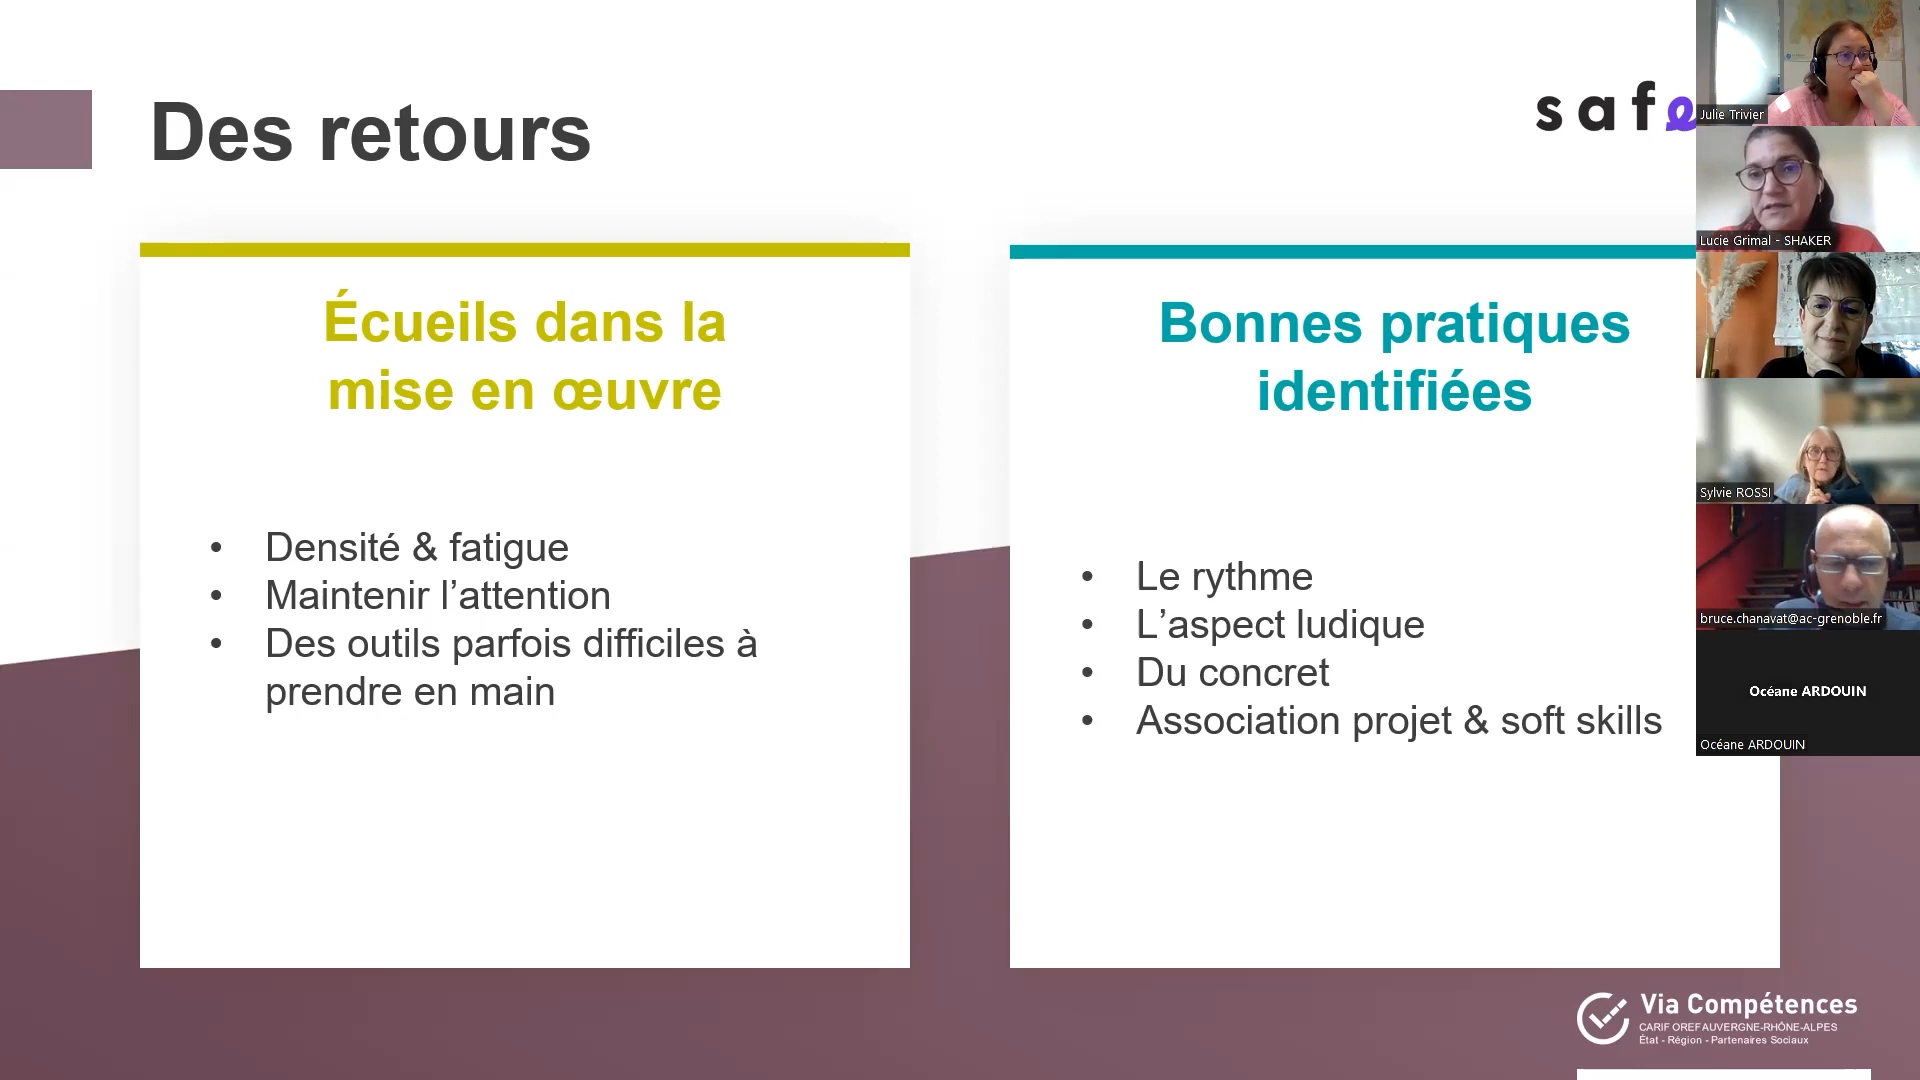 Des retours
safe
Écueils dans la
mise en œuvre
• Densité & fatigue
• Maintenir l’attention
• Des outils parfois difficiles à
prendre en main
Bonnes pratiques
identifiées
• Le rythme
• L’aspect ludique
• Du concret
• Association projet & soft skills
Julie Trivier
Lucie Grimal - SHAKER
Sylvie ROSSI
bruce.chanavat@ac-grenoble.fr
Océane ARDOUIN
Océane ARDOUIN
Via Compétences
CARIF OREF AUVERGNE-RHÔNE-ALPES
État - Région - Partenaires Sociaux